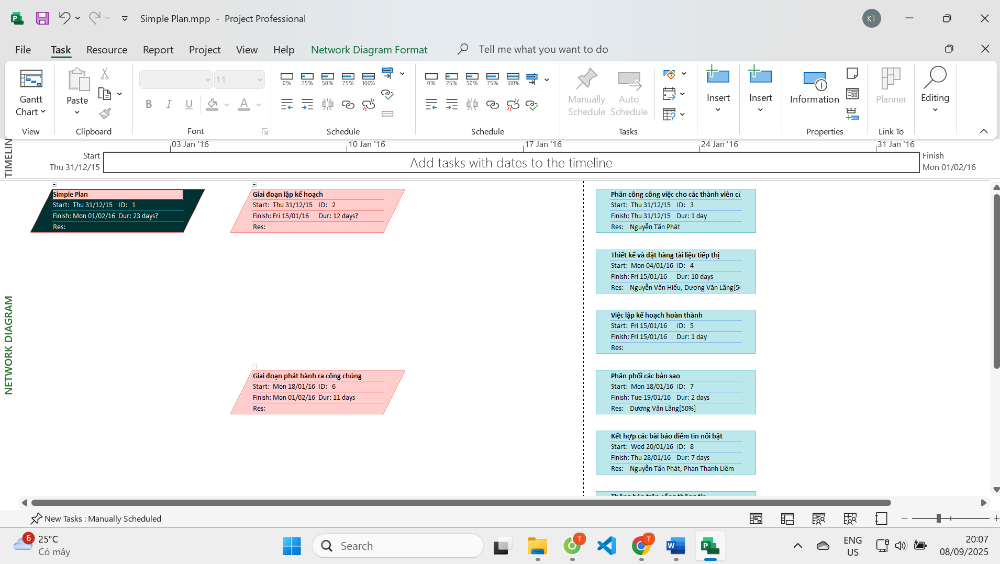 Simple Plan.mpp - Project Professional
KT
File Task Resource Report Project View Help Network Diagram Format Tell me what you want to do
Gantt Chart
View
Paste
Clipboard
11
B I U A
Font
0% 25% 50% 75% 100%
Schedule
0% 25% 50% 75% 100%
Schedule
Manually Schedule
Auto Schedule
Tasks
Insert
Insert
Information
Properties
Planner
Link To
Editing
TIMELIN
03 Jan '16 10 Jan '16 17 Jan '16 24 Jan '16 31 Jan '16
Start
Thu 31/12/15
Add tasks with dates to the timeline
Finish
Mon 01/02/16
NETWORK DIAGRAM
Simple Plan
Start: Thu 31/12/15 ID: 1
Finish: Mon 01/02/16 Dur: 23 days?
Res:
Giai đoạn lập kế hoạch
Start: Thu 31/12/15 ID: 2
Finish: Fri 15/01/16 Dur: 12 days?
Res:
Phân công công việc cho các thành viên củ
Start: Thu 31/12/15 ID: 3
Finish: Thu 31/12/15 Dur: 1 day
Res: Nguyễn Tấn Phát
Thiết kế và đặt hàng tài liệu tiếp thị
Start: Mon 04/01/16 ID: 4
Finish: Fri 15/01/16 Dur: 10 days
Res: Nguyễn Văn Hiếu, Dương Văn Lãng[50
Việc lập kế hoạch hoàn thành
Start: Fri 15/01/16 ID: 5
Finish: Fri 15/01/16 Dur: 1 day
Res:
Giai đoạn phát hành ra công chúng
Start: Mon 18/01/16 ID: 6
Finish: Mon 01/02/16 Dur: 11 days
Res:
Phân phối các bản sao
Start: Mon 18/01/16 ID: 7
Finish: Tue 19/01/16 Dur: 2 days
Res: Dương Văn Lãng[50%]
Kết hợp các bài báo điểm tin nổi bật
Start: Wed 20/01/16 ID: 8
Finish: Thu 28/01/16 Dur: 7 days
Res: Nguyễn Tấn Phát, Phan Thanh Liêm
New Tasks : Manually Scheduled
6
25°C
Có mây
Search
T
T
ENG
US
20:07
08/09/2025